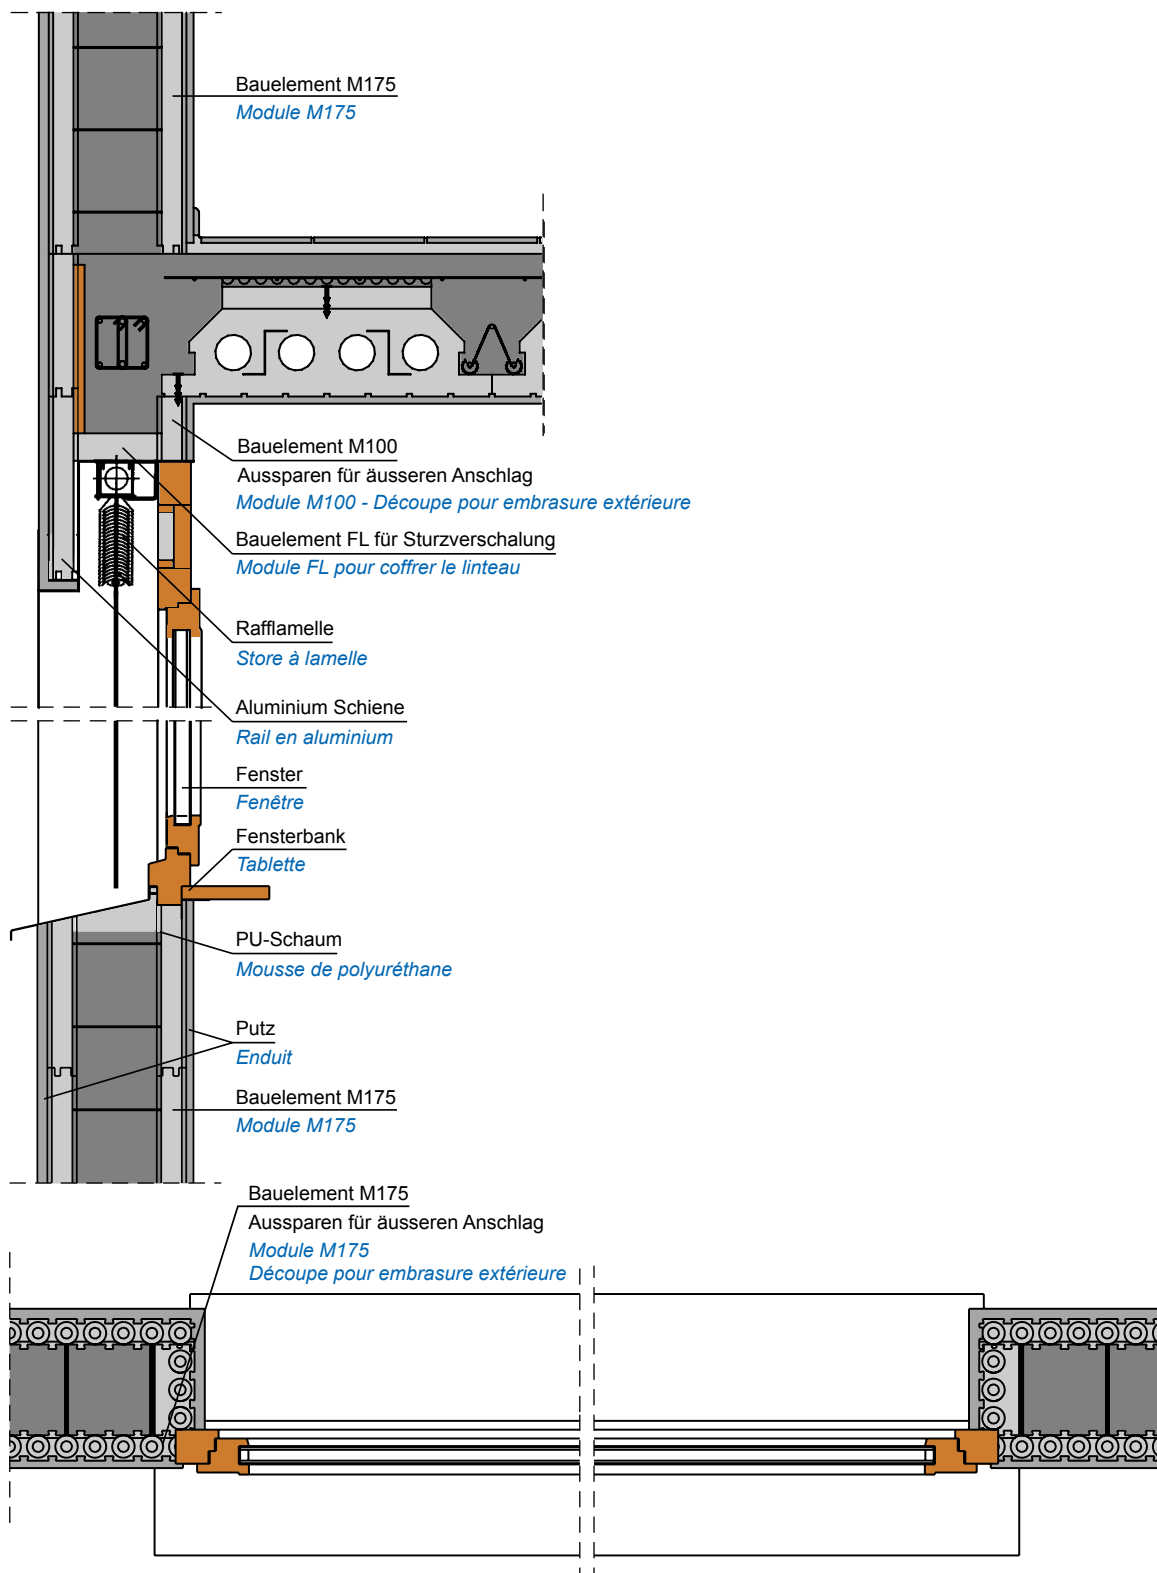 Bauelement M175
Module M175
Bauelement M100
Aussparen für äusseren Anschlag
Module M100 - Découpe pour embrasure extérieure
Bauelement FL für Sturzverschalung
Module FL pour coffrer le linteau
Rafflamelle
Store à lamelle
Aluminium Schiene
Rail en aluminium
Fenster
Fenêtre
Fensterbank
Tablette
PU-Schaum
Mousse de polyuréthane
Putz
Enduit
Bauelement M175
Module M175
Bauelement M175
Aussparen für äusseren Anschlag
Module M175
Découpe pour embrasure extérieure